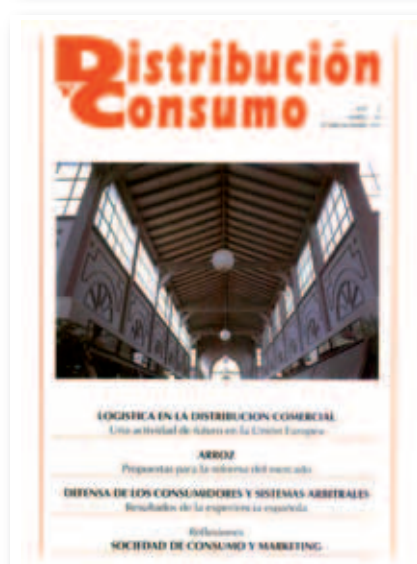 Distribución
y Consumo
LOGISTICA EN LA DISTRIBUCION COMERCIAL
Una actividad de futuro en la Unión Europea
ARROZ
Propuestas para la reforma del mercado
DEFENSA DE LOS CONSUMIDORES Y SISTEMAS ARBITRALES
Resultados de la experiencia española
Reflexiones
SOCIEDAD DE CONSUMO Y MARKETING